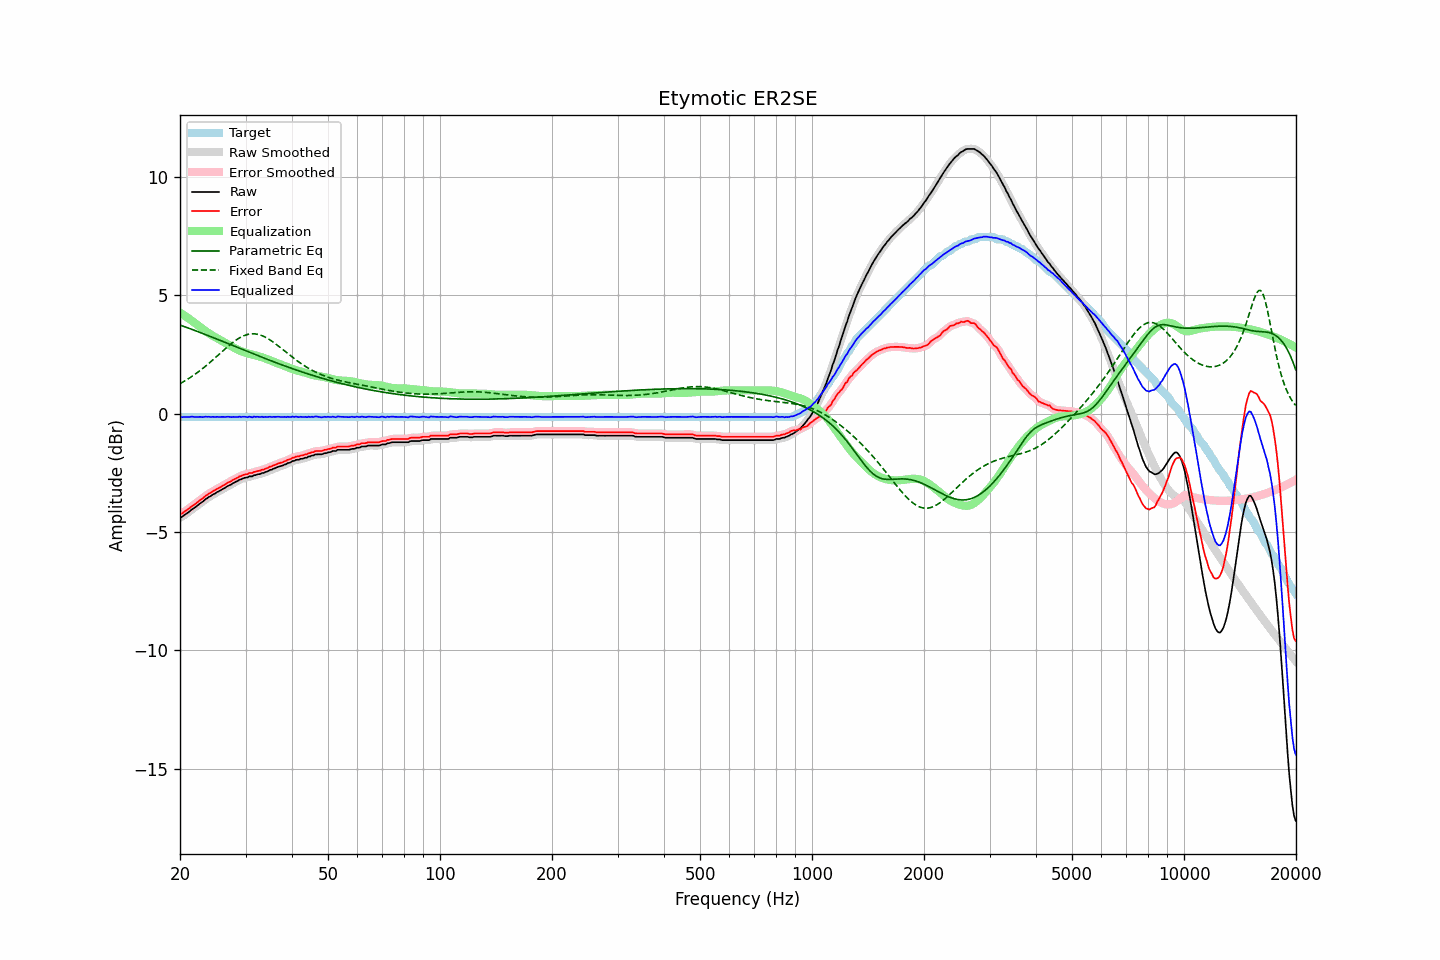 Etymotic ER2SE
Target
Raw Smoothed
Error Smoothed
Raw
Error
Equalization
Parametric Eq
Fixed Band Eq
Equalized
Amplitude (dBr)
10
5
0
−5
−10
−15
20 50 100 200 500 1000 2000 5000 10000 20000
Frequency (Hz)